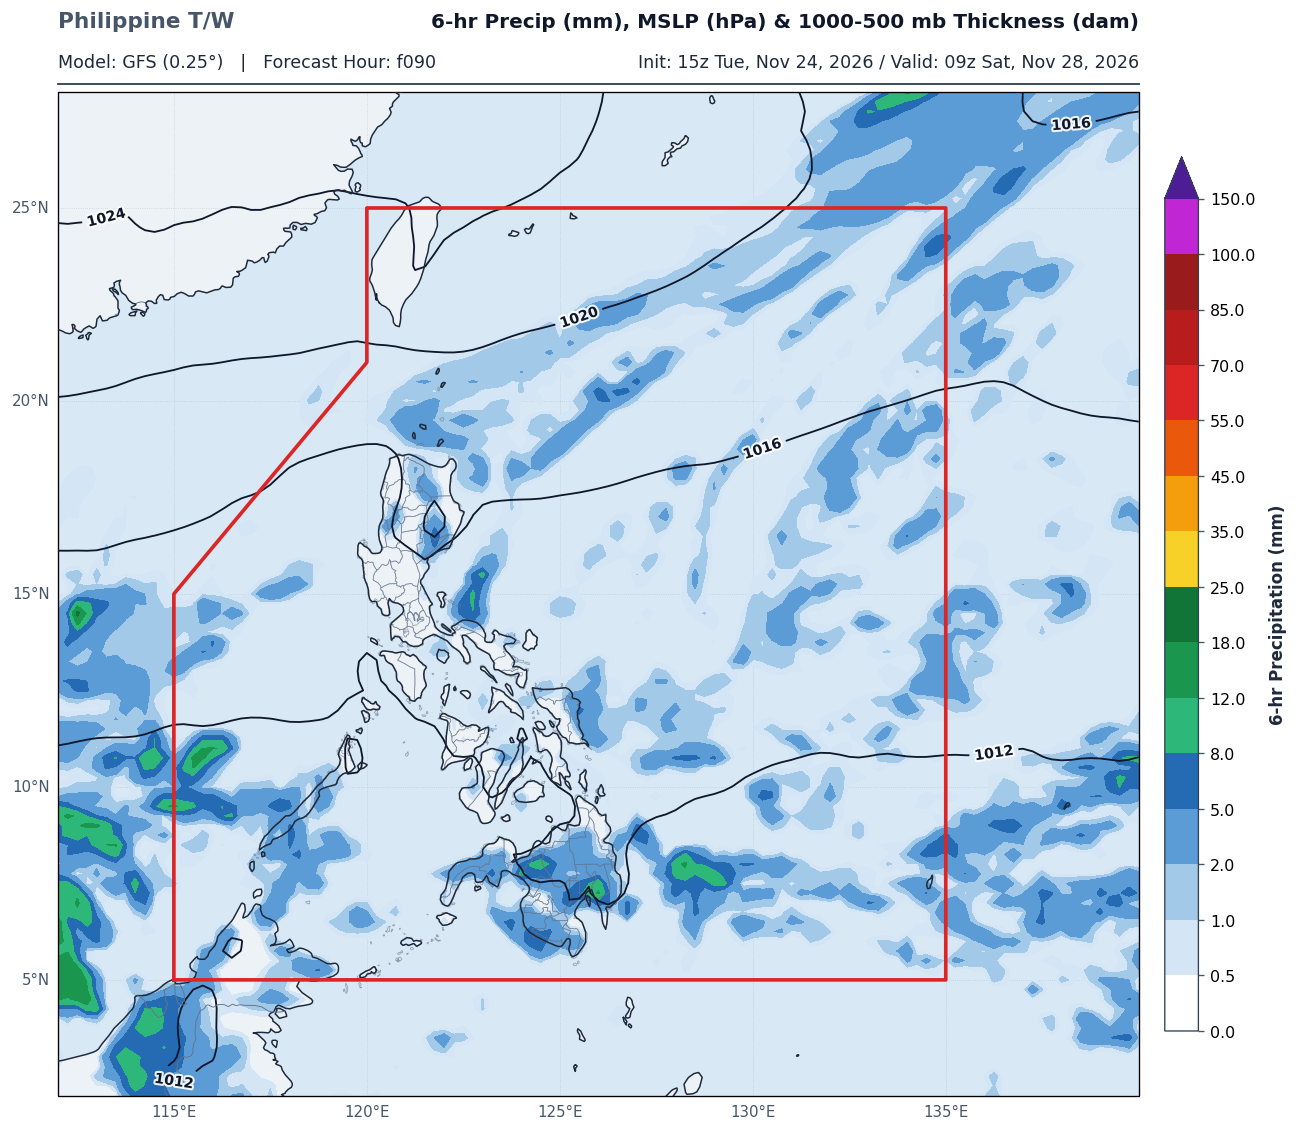 Philippine T/W
6-hr Precip (mm), MSLP (hPa) & 1000-500 mb Thickness (dam)
Model: GFS (0.25°) | Forecast Hour: f090
Init: 15z Tue, Nov 24, 2026 / Valid: 09z Sat, Nov 28, 2026
1016
1024
1020
1016
1012
1012
25°N
20°N
15°N
10°N
5°N
115°E
120°E
125°E
130°E
135°E
150.0
100.0
85.0
70.0
55.0
45.0
35.0
25.0
18.0
12.0
8.0
5.0
2.0
1.0
0.5
0.0
6-hr Precipitation (mm)